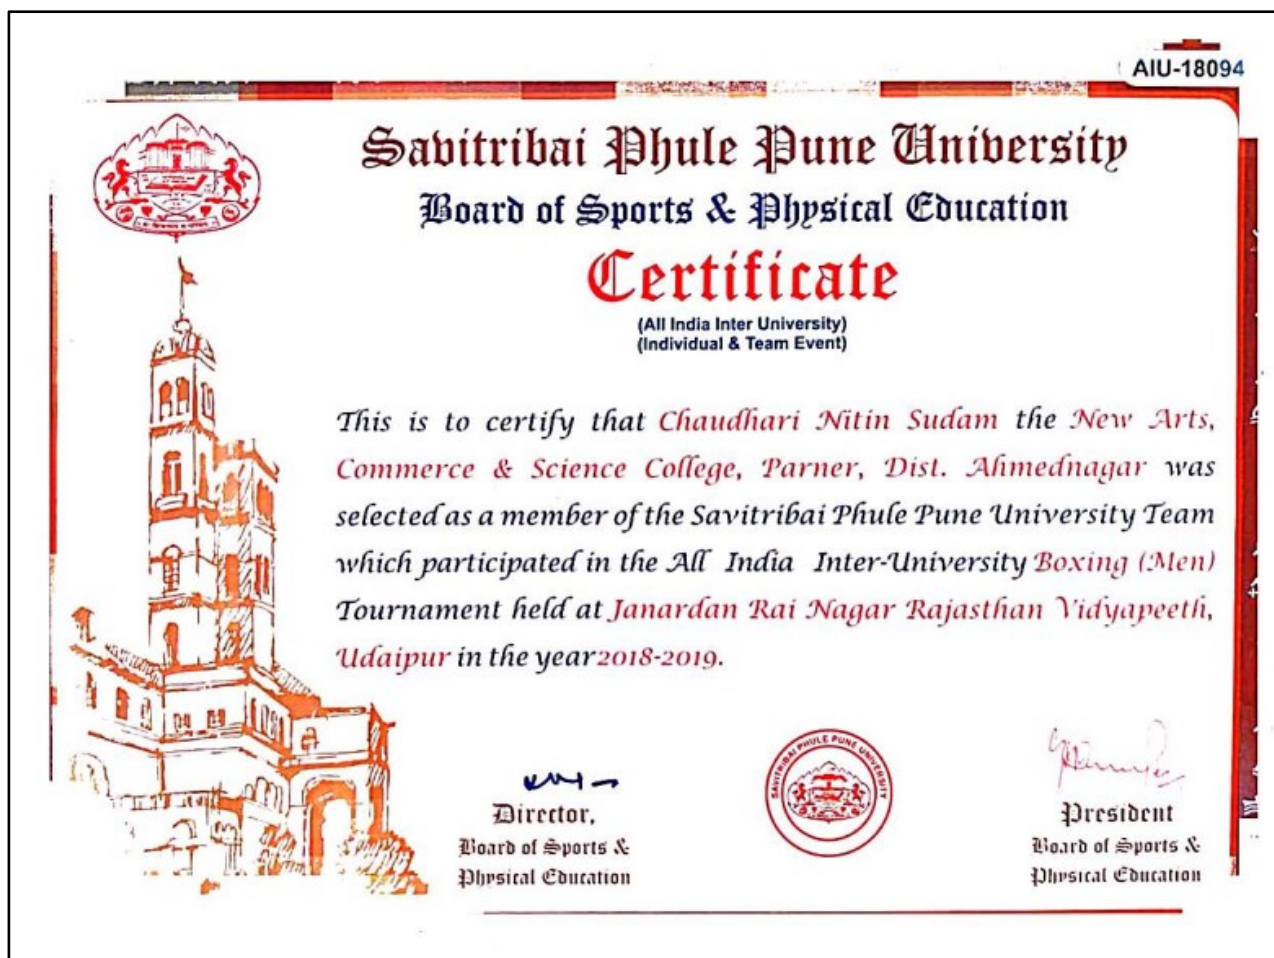 AIU-18094
Savitribai Phule Pune University
Board of Sports & Physical Education
Certificate
(All India Inter University)
(Individual & Team Event)
This is to certify that Chaudhari Nitin Sudam the New Arts,
Commerce & Science College, Parner, Dist. Ahmednagar was
selected as a member of the Savitribai Phule Pune University Team
which participated in the All India Inter-University Boxing (Men)
Tournament held at Janardan Rai Nagar Rajasthan Vidyapeeth,
Udaipur in the year 2018-2019.
SAVITRIBAI PHULE PUNE UNIVERSITY
Director,
Board of Sports &
Physical Education
President
Board of Sports &
Physical Education